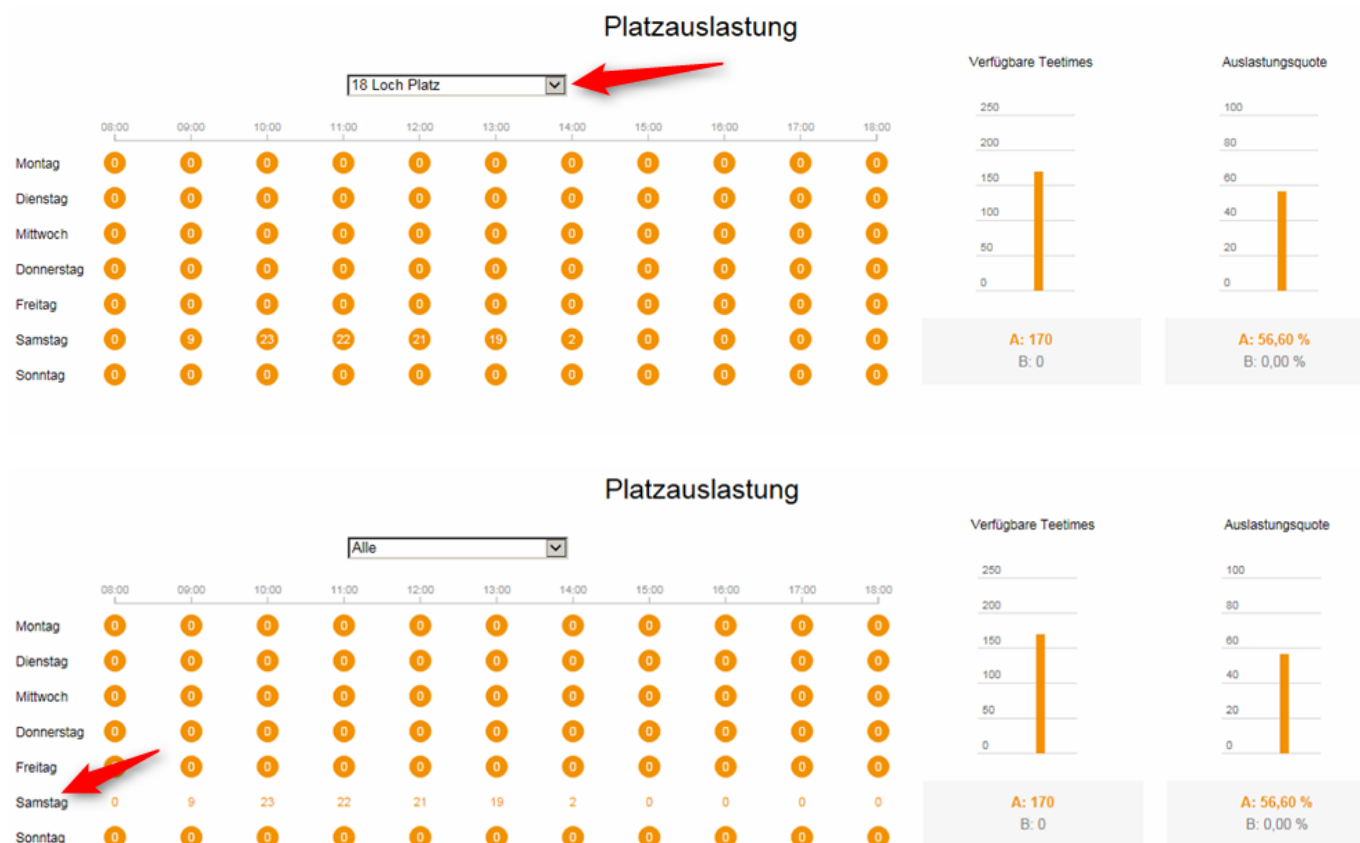 Platzauslastung
18 Loch Platz
Verfügbare Teetimes
Auslastungsquote
08:00 09:00 10:00 11:00 12:00 13:00 14:00 15:00 16:00 17:00 18:00
Montag 0 0 0 0 0 0 0 0 0 0 0
Dienstag 0 0 0 0 0 0 0 0 0 0 0
Mittwoch 0 0 0 0 0 0 0 0 0 0 0
Donnerstag 0 0 0 0 0 0 0 0 0 0 0
Freitag 0 0 0 0 0 0 0 0 0 0 0
Samstag 0 9 23 22 21 19 2 0 0 0 0
Sonntag 0 0 0 0 0 0 0 0 0 0 0
250
200
150
100
50
0
A: 170
B: 0
100
80
60
40
20
0
A: 56,60 %
B: 0,00 %
Platzauslastung
Alle
Verfügbare Teetimes
Auslastungsquote
08:00 09:00 10:00 11:00 12:00 13:00 14:00 15:00 16:00 17:00 18:00
Montag 0 0 0 0 0 0 0 0 0 0 0
Dienstag 0 0 0 0 0 0 0 0 0 0 0
Mittwoch 0 0 0 0 0 0 0 0 0 0 0
Donnerstag 0 0 0 0 0 0 0 0 0 0 0
Freitag 0 0 0 0 0 0 0 0 0 0
Samstag 0 9 23 22 21 19 2 0 0 0 0
Sonntag 0 0 0 0 0 0 0 0 0 0 0
250
200
150
100
50
0
A: 170
B: 0
100
80
60
40
20
0
A: 56,60 %
B: 0,00 %